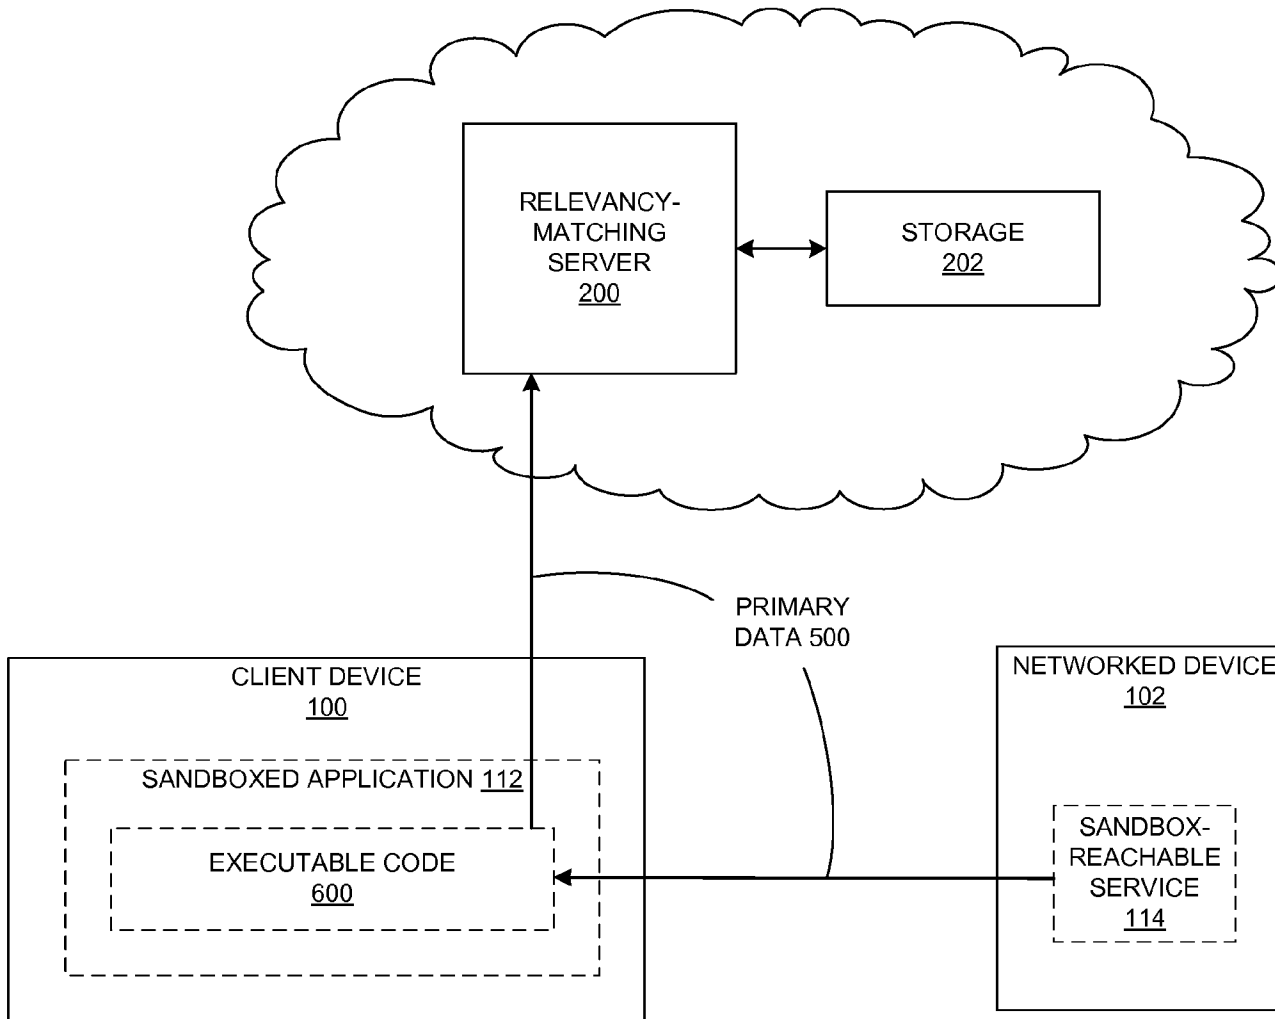 RELEVANCY-
MATCHING
SERVER
200
STORAGE
202
PRIMARY
DATA 500
CLIENT DEVICE
100
SANDBOXED APPLICATION 112
EXECUTABLE CODE
600
NETWORKED DEVICE
102
SANDBOX-
REACHABLE
SERVICE
114